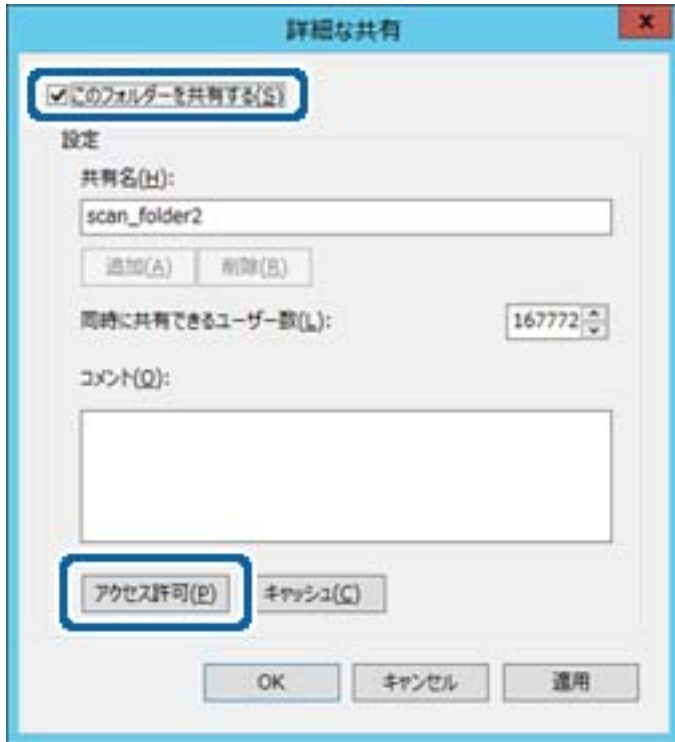 詳細な共有
x
このフォルダーを共有する(S)
設定
共有名(H):
scan_folder2
追加(A) 削除(R)
同時に共有できるユーザー数(L): 167772
コメント(O):
アクセス許可(P) キャッシュ(C)
OK キャンセル 適用